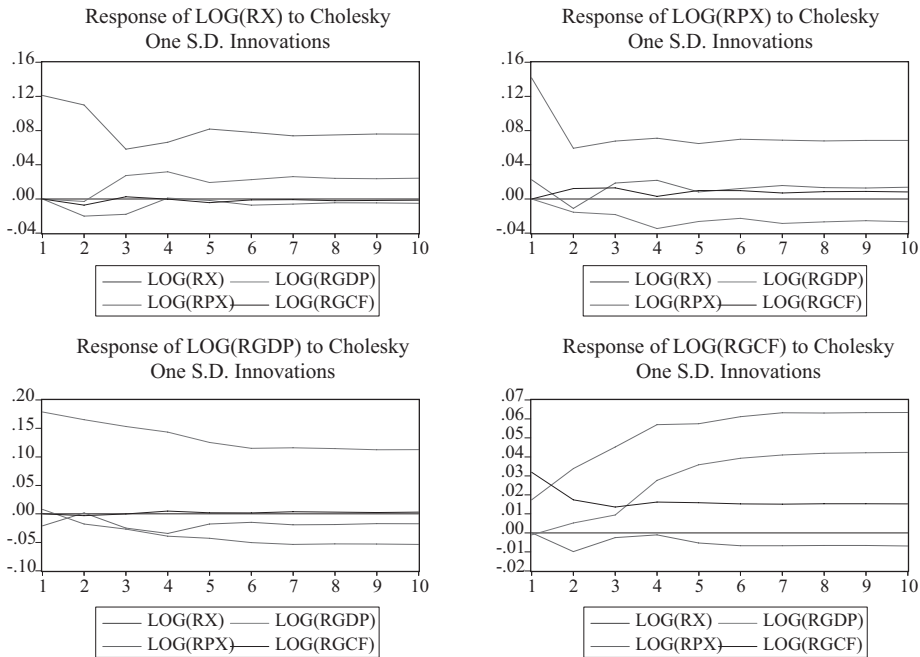 Response of LOG(RX) to Cholesky
One S.D. Innovations
.16
.12
.08
.04
.00
-.04
1 2 3 4 5 6 7 8 9 10
LOG(RX) LOG(RGDP)
LOG(RPX) LOG(RGCF)
Response of LOG(RPX) to Cholesky
One S.D. Innovations
.16
.12
.08
.04
.00
-.04
1 2 3 4 5 6 7 8 9 10
LOG(RX) LOG(RGDP)
LOG(RPX) LOG(RGCF)
Response of LOG(RGDP) to Cholesky
One S.D. Innovations
.20
.15
.10
.05
.00
-.05
-.10
1 2 3 4 5 6 7 8 9 10
LOG(RX) LOG(RGDP)
LOG(RPX) LOG(RGCF)
Response of LOG(RGCF) to Cholesky
One S.D. Innovations
.07
.06
.05
.04
.03
.02
.01
.00
-.01
-.02
1 2 3 4 5 6 7 8 9 10
LOG(RX) LOG(RGDP)
LOG(RPX) LOG(RGCF)